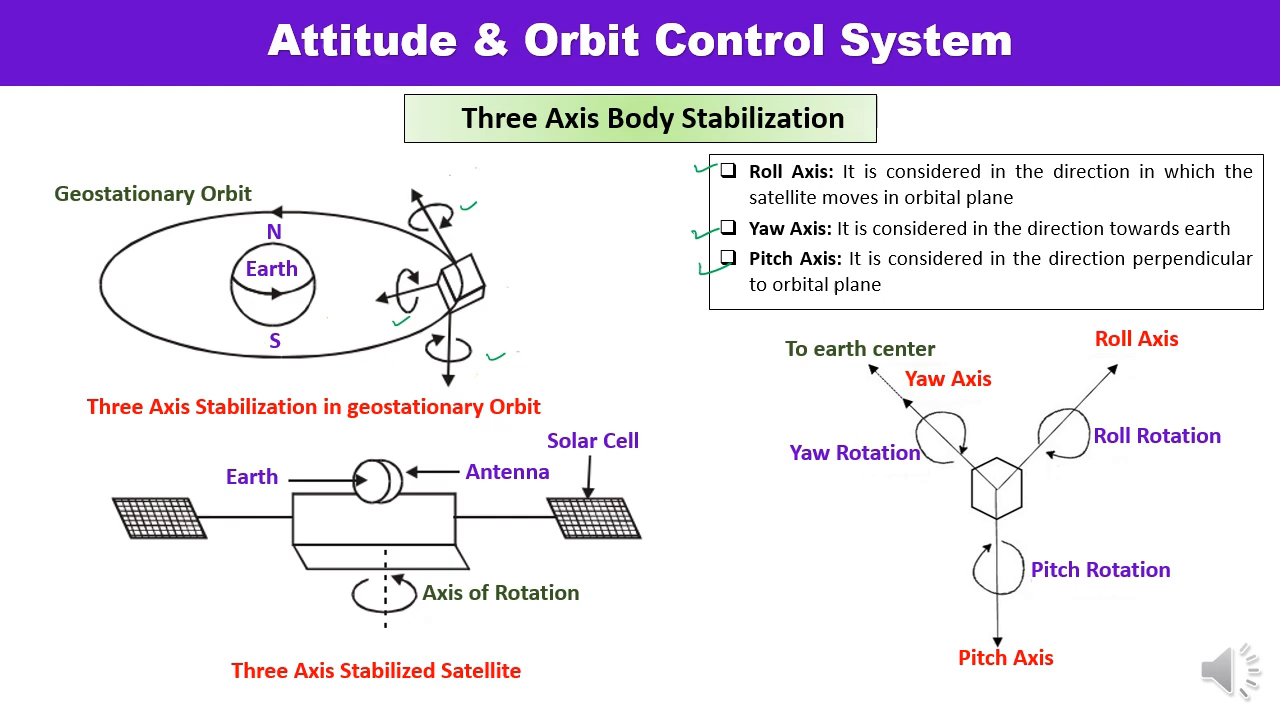 Attitude & Orbit Control System
Three Axis Body Stabilization
Roll Axis: It is considered in the direction in which the
satellite moves in orbital plane
Yaw Axis: It is considered in the direction towards earth
Pitch Axis: It is considered in the direction perpendicular
to orbital plane
Geostationary Orbit
N
Earth
S
Three Axis Stabilization in geostationary Orbit
Solar Cell
Earth
Antenna
Axis of Rotation
Three Axis Stabilized Satellite
To earth center
Roll Axis
Yaw Axis
Roll Rotation
Yaw Rotation
Pitch Rotation
Pitch Axis